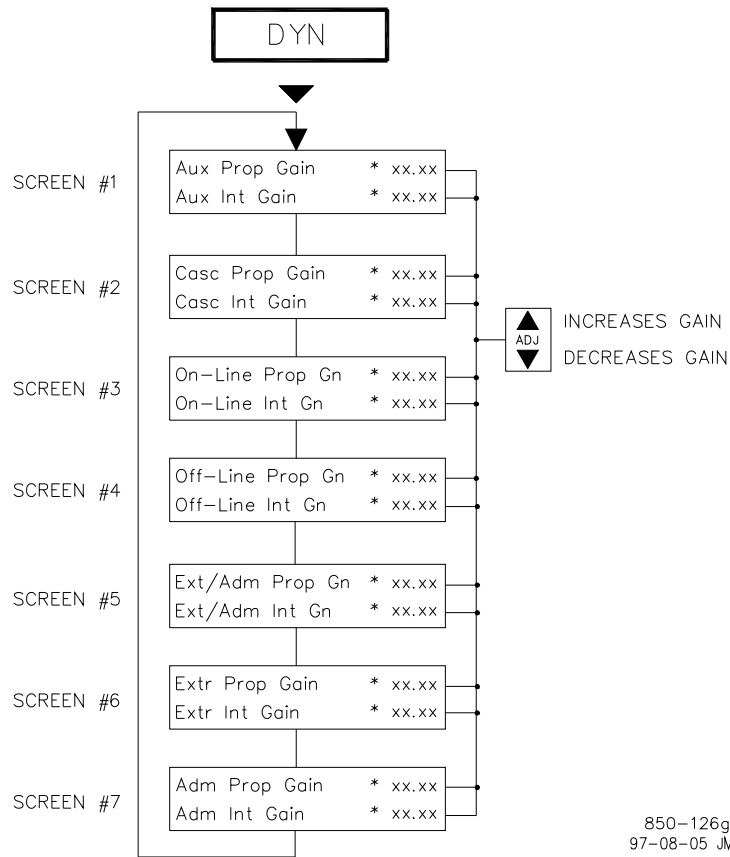 DYN
SCREEN #1
Aux Prop Gain * xx.xx
Aux Int Gain * xx.xx
SCREEN #2
Casc Prop Gain * xx.xx
Casc Int Gain * xx.xx
INCREASES GAIN
ADJ
DECREASES GAIN
SCREEN #3
On-Line Prop Gn * xx.xx
On-Line Int Gn * xx.xx
SCREEN #4
Off-Line Prop Gn * xx.xx
Off-Line Int Gn * xx.xx
SCREEN #5
Ext/Adm Prop Gn * xx.xx
Ext/Adm Int Gn * xx.xx
SCREEN #6
Extr Prop Gain * xx.xx
Extr Int Gain * xx.xx
SCREEN #7
Adm Prop Gain * xx.xx
Adm Int Gain * xx.xx
850-126g
97-08-05